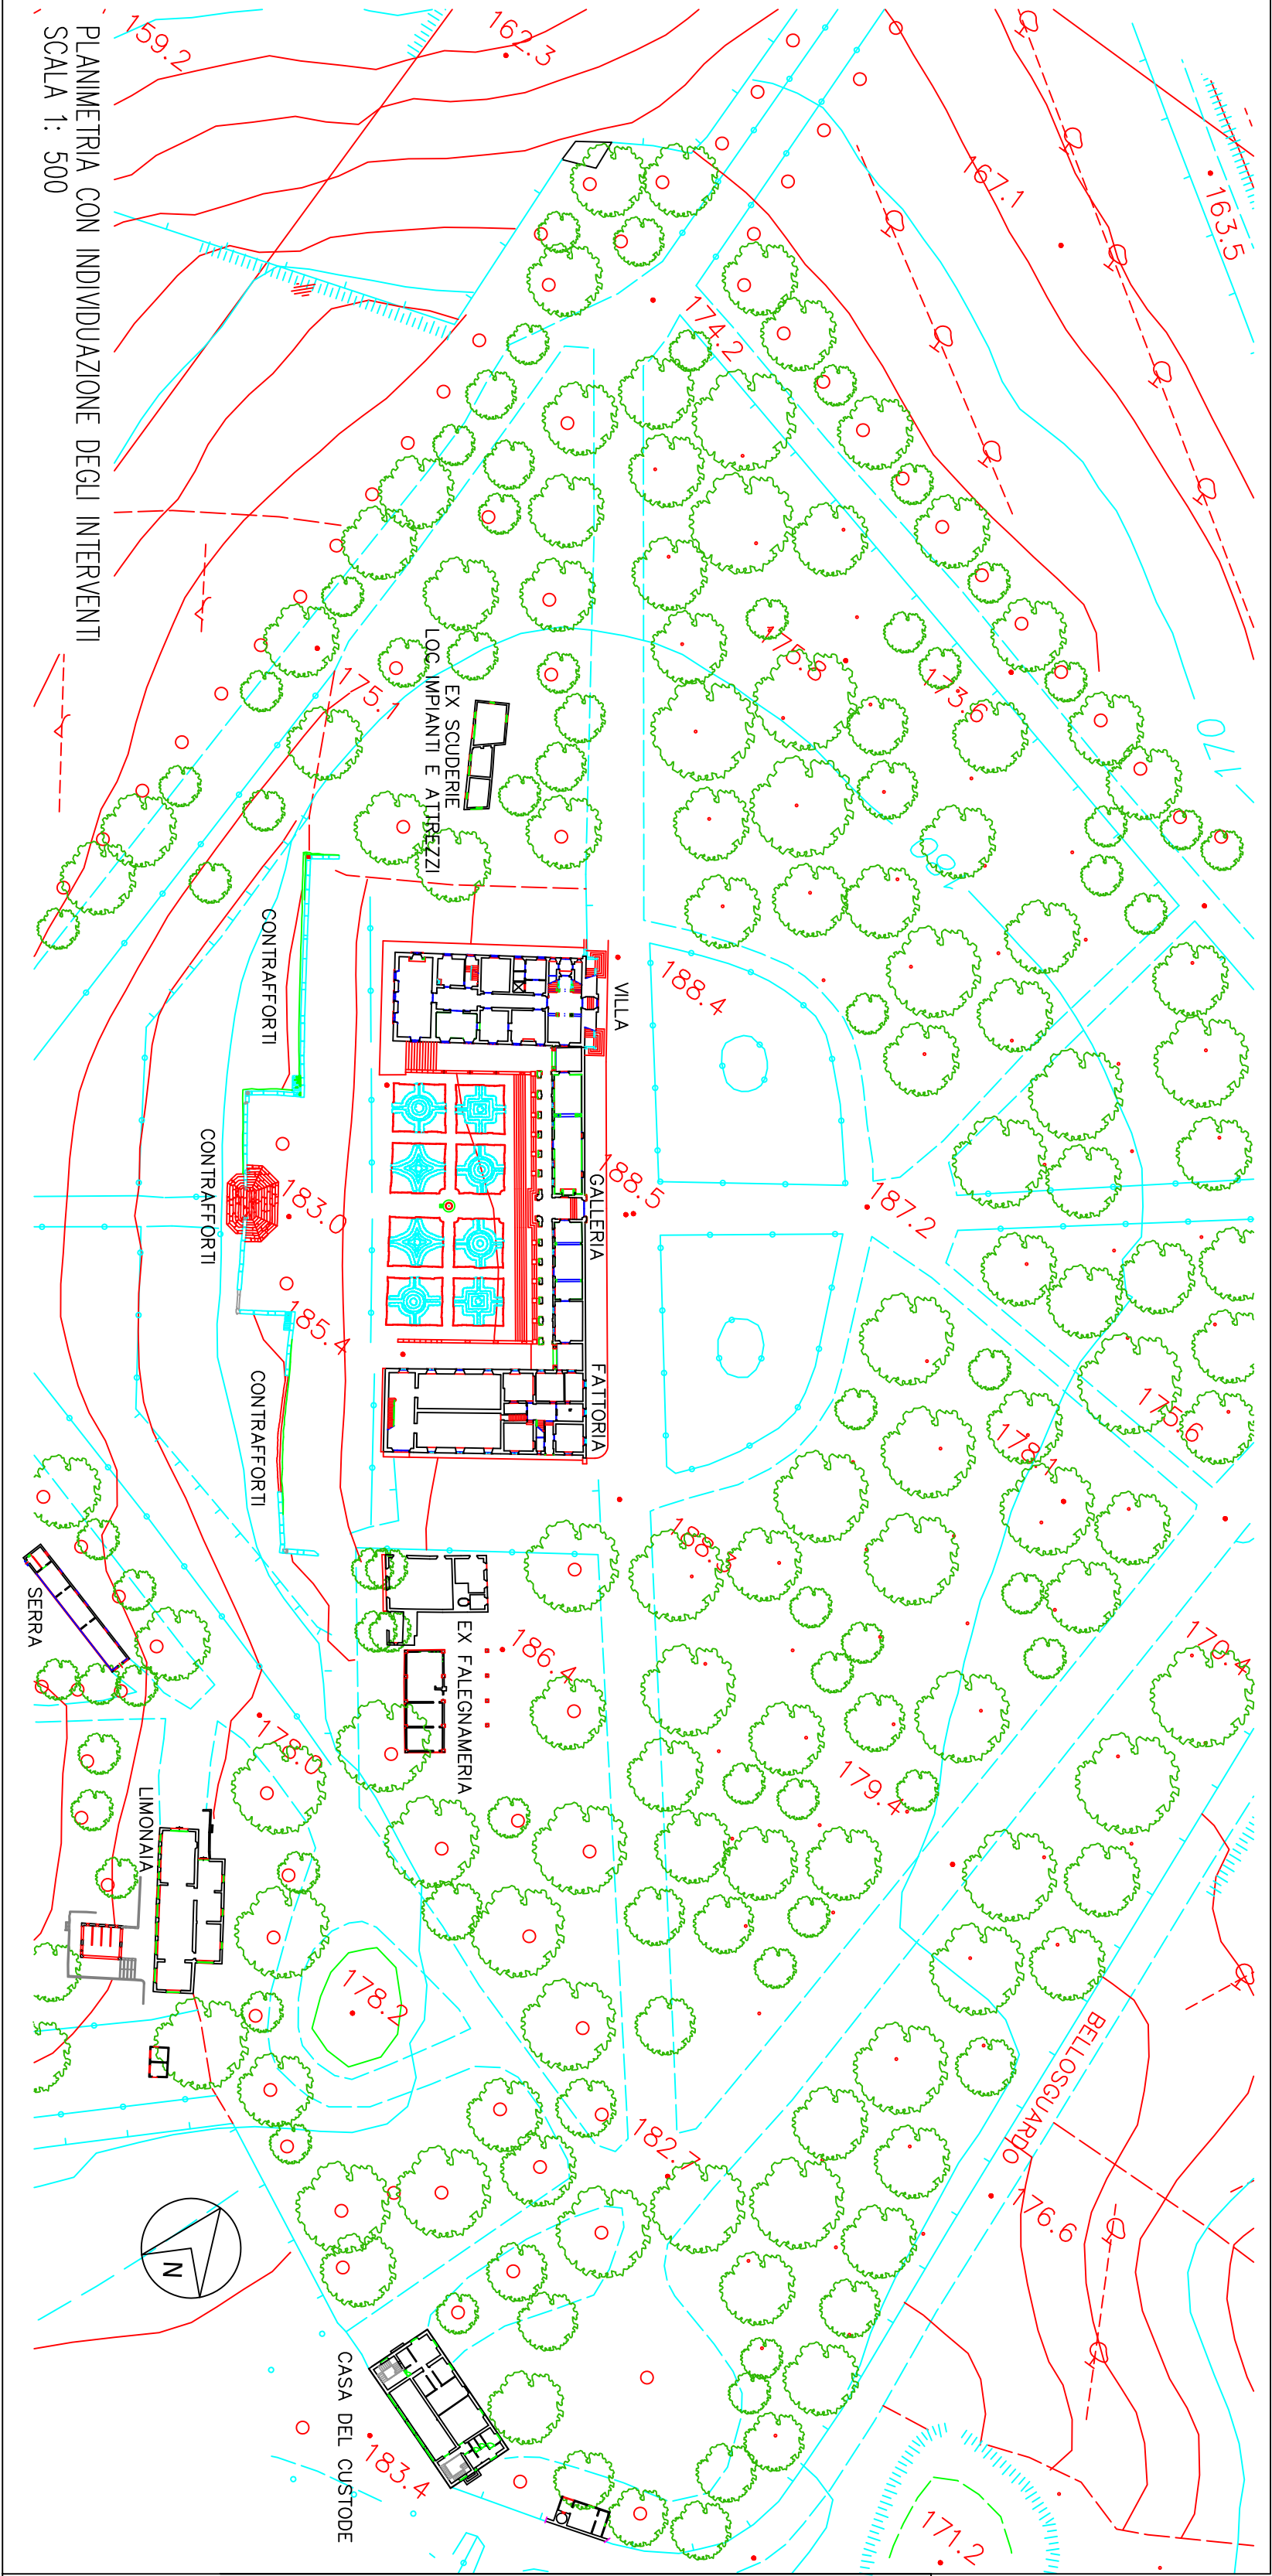 PLANIMETRIA CON INDIVIDUAZIONE DEGLI INTERVENTI
SCALA 1: 500
159.2
162.3
163.5
167.1
174.2
170
175.8
173.6
175.1
EX SCUDERIE
LOC IMPIANTI E ATTREZZI
180
CONTRAFFORTI
VILLA
188.4
CONTRAFFORTI
183.0
GALLERIA
188.5
187.2
185.4
CONTRAFFORTI
FATTORIA
175.6
178.1
188.3
SERRA
EX FALEGNAMERIA
186.4
170.4
178.0
179.4
LIMONAIA
178.2
BELLOSGUARDO
182.7
176.6
N
CASA DEL CUSTODE
183.4
171.2